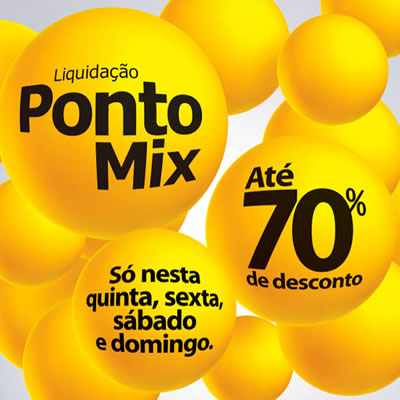 Liquidação
Ponto
Mix
Até
70%
de desconto
Só nesta
quinta, sexta,
sábado
e domingo.